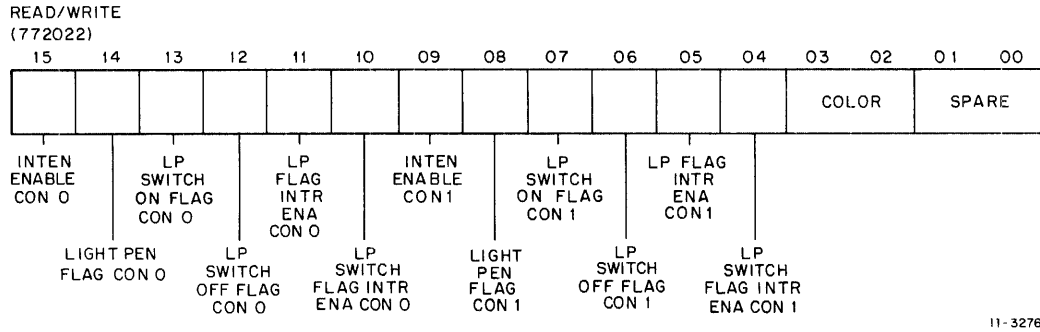 READ/WRITE
(772022)
15 14 13 12 11 10 09 08 07 06 05 04 03 02 01 00
COLOR SPARE
INTEN
ENABLE
CON 0
LIGHT PEN
FLAG CON 0
LP
SWITCH
ON FLAG
CON 0
LP
SWITCH
OFF FLAG
CON 0
LP
FLAG
INTR
ENA
CON 0
LP
SWITCH
FLAG INTR
ENA CON 0
INTEN
ENABLE
CON 1
LIGHT
PEN
FLAG
CON 1
LP
SWITCH
ON FLAG
CON 1
LP
SWITCH
OFF FLAG
CON 1
LP FLAG
INTR
ENA
CON 1
LP
SWITCH
FLAG INTR
ENA CON 1
11-3276